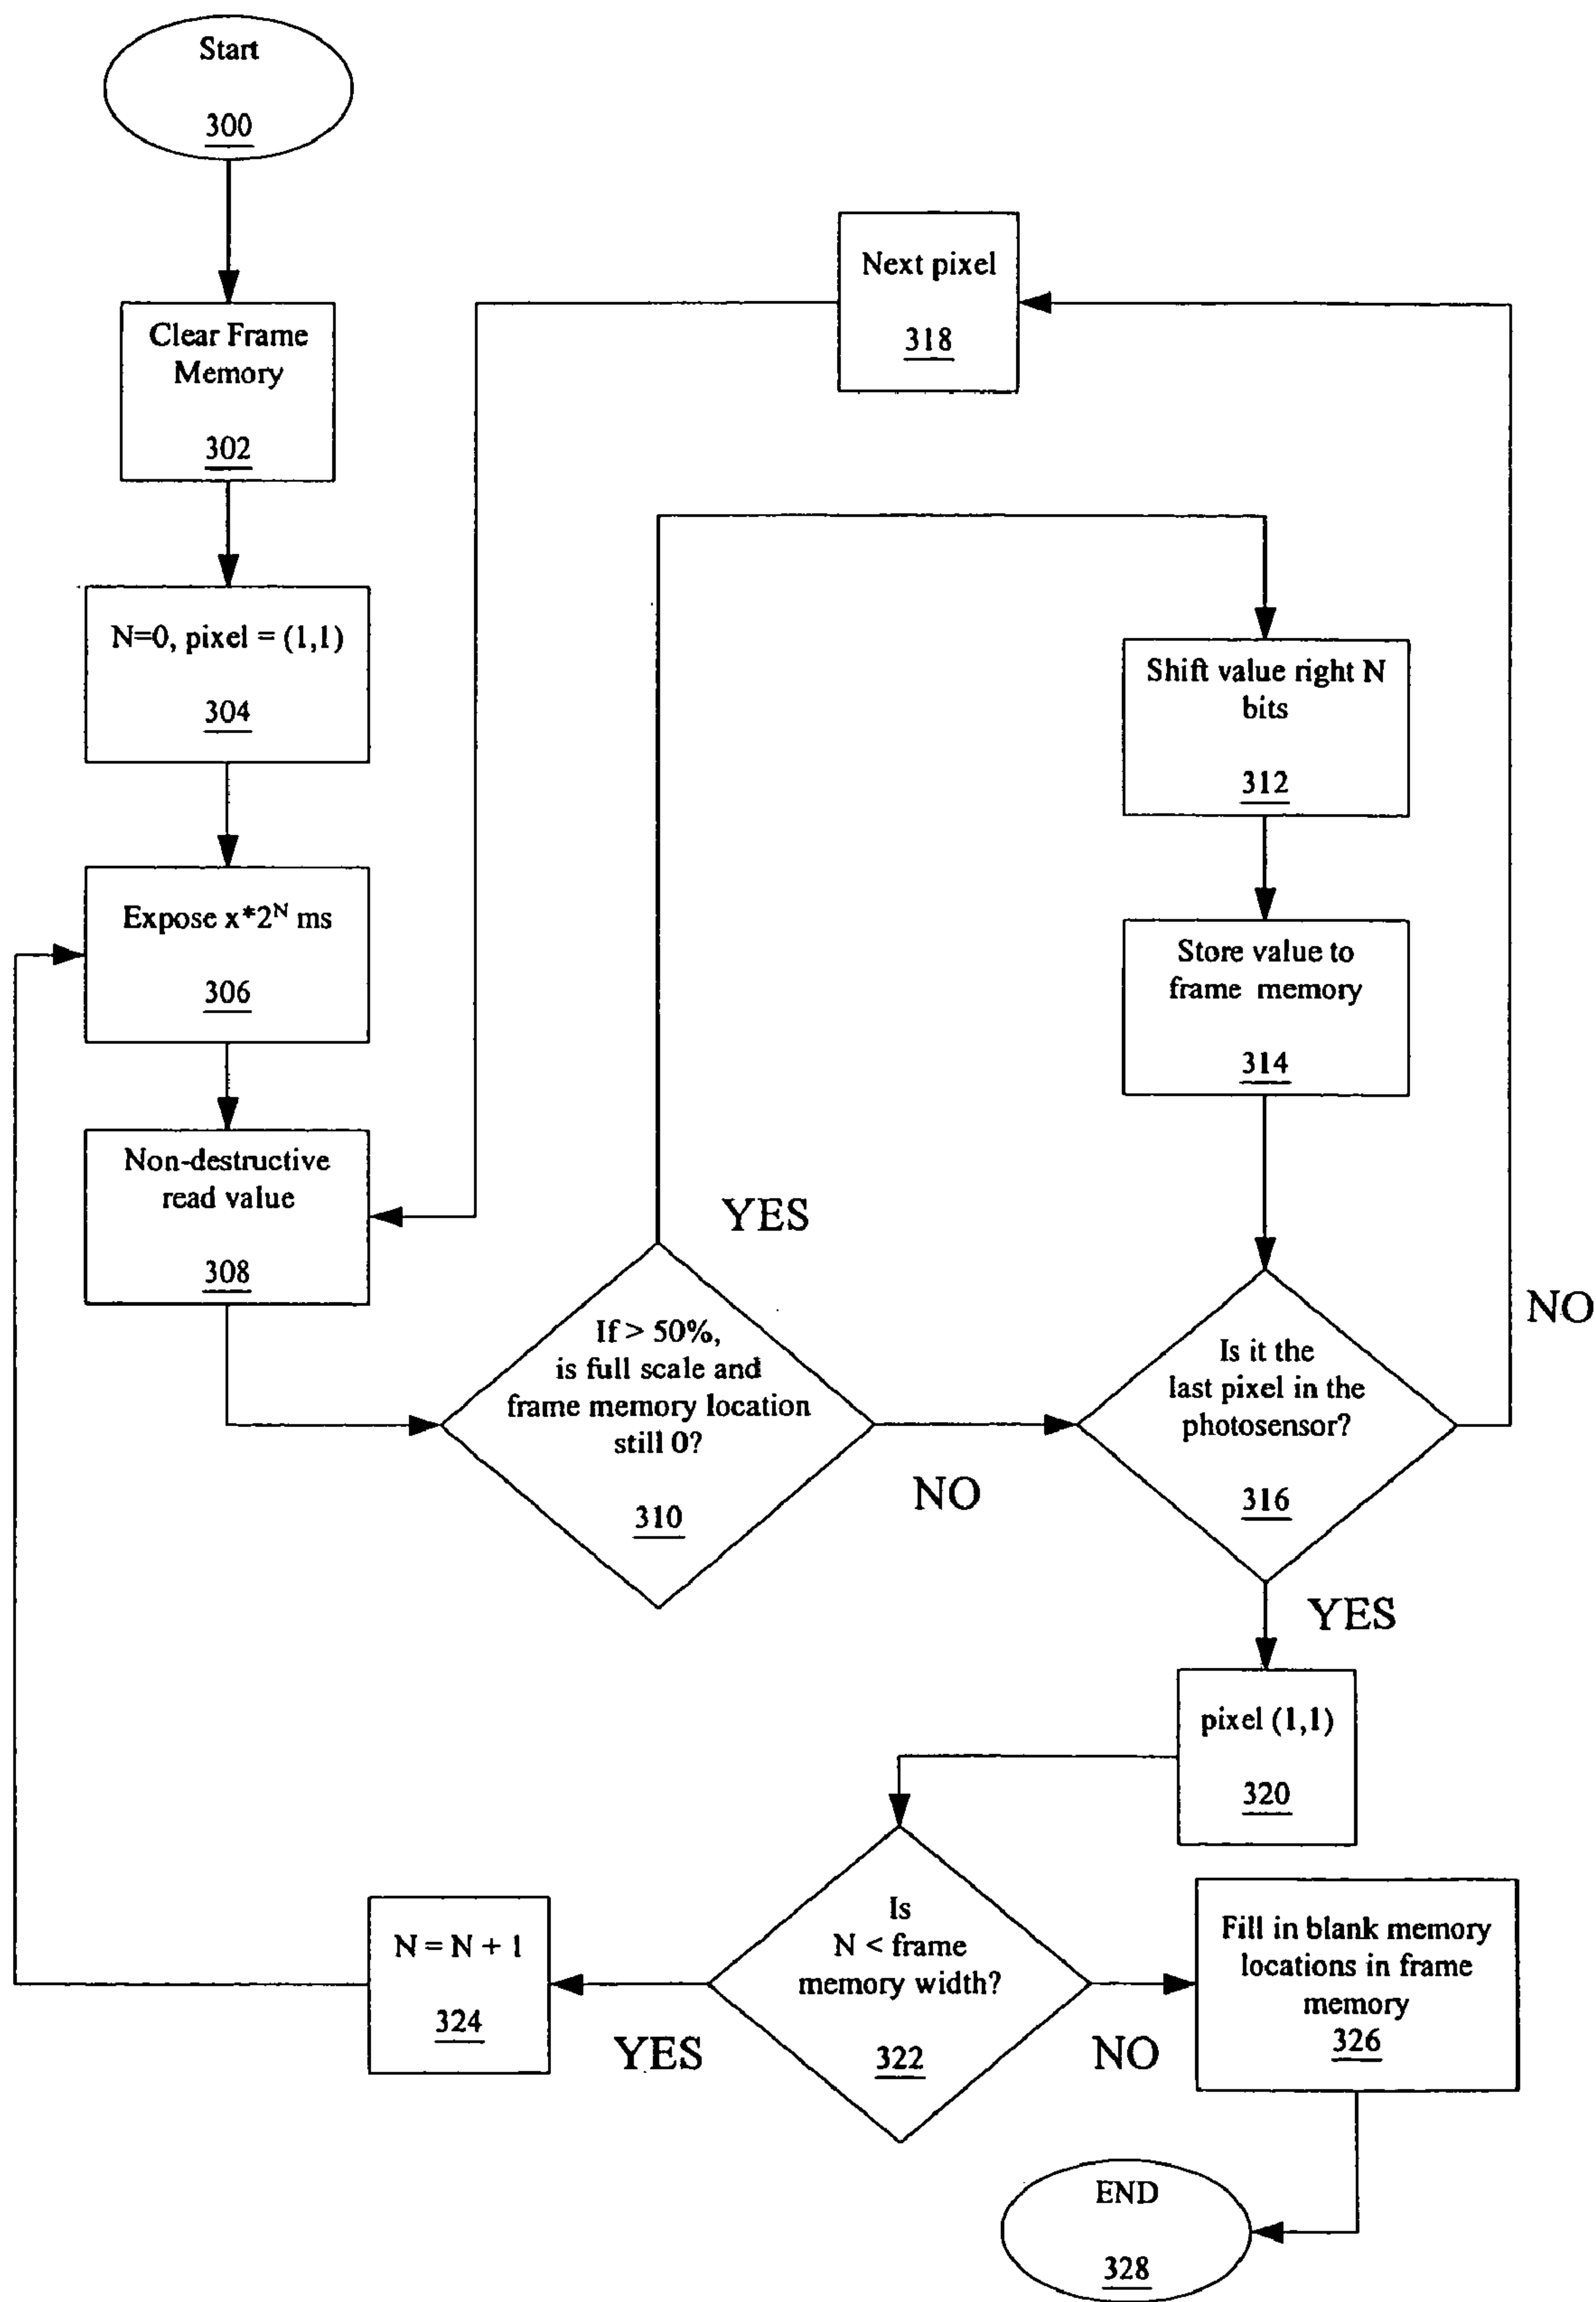 Start
300
Clear Frame
Memory
302
N=0, pixel = (1,1)
304
Expose x*2ᴺ ms
306
Non-destructive
read value
308
If > 50%,
is full scale and
frame memory location
still 0?
310
YES
NO
Shift value right N
bits
312
Store value to
frame memory
314
Is it the
last pixel in the
photosensor?
316
NO
YES
Next pixel
318
pixel (1,1)
320
Is
N < frame
memory width?
322
YES
NO
N = N + 1
324
Fill in blank memory
locations in frame
memory
326
END
328